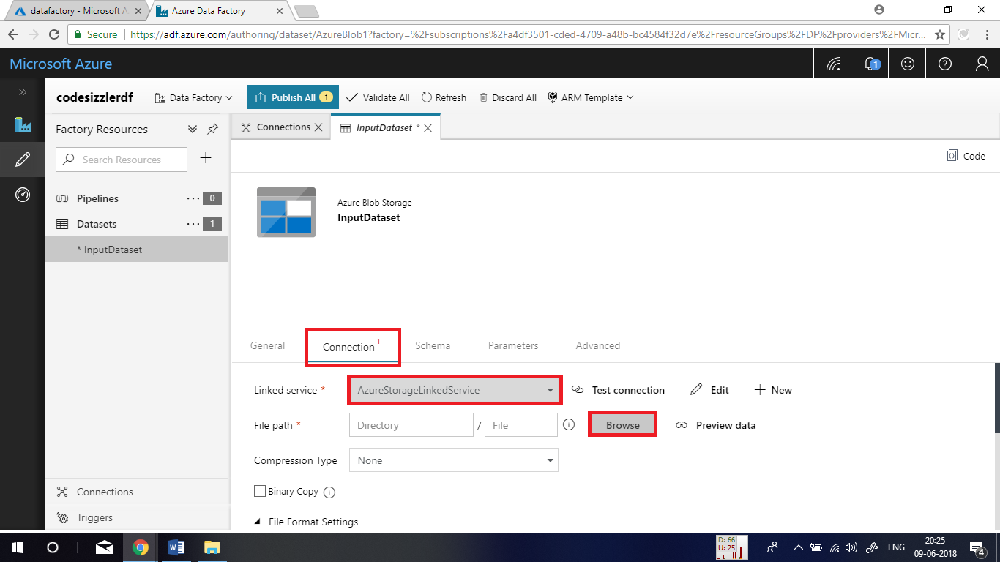 datafactory - Microsoft A
Azure Data Factory
Secure
https://adf.azure.com/authoring/dataset/AzureBlob1?factory=%2Fsubscriptions%2Fa4df3501-cded-4709-a48b-bc4584f32d7e%2FresourceGroups%2FDF%2Fproviders%2FMicr...
Microsoft Azure
1
codesizzlerdf
Data Factory
Publish All 1
Validate All
Refresh
Discard All
ARM Template
Factory Resources
Connections
InputDataset *
Search Resources
Code
Pipelines 0
Datasets 1
* InputDataset
Azure Blob Storage
InputDataset
General
Connection 1
Schema
Parameters
Advanced
Linked service *
AzureStorageLinkedService
Test connection
Edit
New
File path *
Directory
/
File
Browse
Preview data
Compression Type
None
Binary Copy
File Format Settings
Connections
Triggers
D: 66
U: 25
ENG
20:25
09-06-2018
4